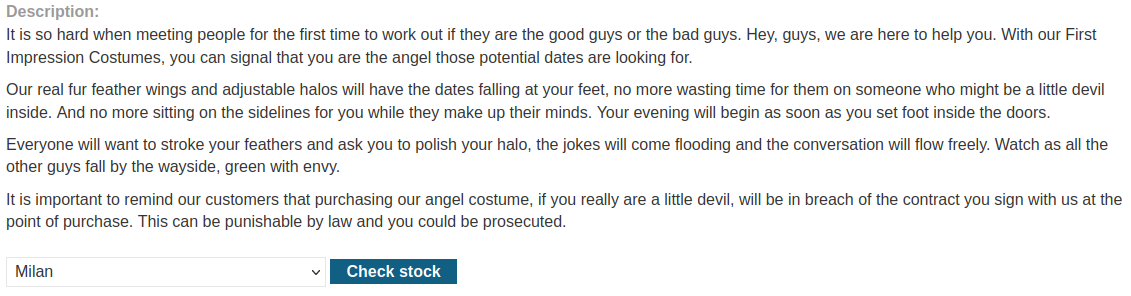 Description:
It is so hard when meeting people for the first time to work out if they are the good guys or the bad guys. Hey, guys, we are here to help you. With our First
Impression Costumes, you can signal that you are the angel those potential dates are looking for.
Our real fur feather wings and adjustable halos will have the dates falling at your feet, no more wasting time for them on someone who might be a little devil
inside. And no more sitting on the sidelines for you while they make up their minds. Your evening will begin as soon as you set foot inside the doors.
Everyone will want to stroke your feathers and ask you to polish your halo, the jokes will come flooding and the conversation will flow freely. Watch as all the
other guys fall by the wayside, green with envy.
It is important to remind our customers that purchasing our angel costume, if you really are a little devil, will be in breach of the contract you sign with us at the
point of purchase. This can be punishable by law and you could be prosecuted.
Milan Check stock